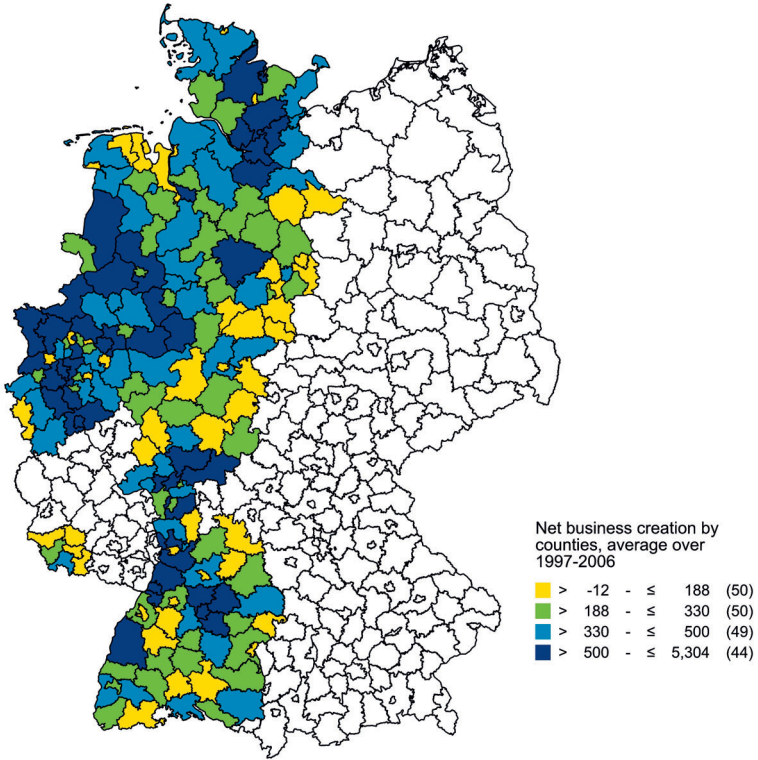 Net business creation by
counties, average over
1997-2006
> -12 - ≤ 188 (50)
> 188 - ≤ 330 (50)
> 330 - ≤ 500 (49)
> 500 - ≤ 5,304 (44)